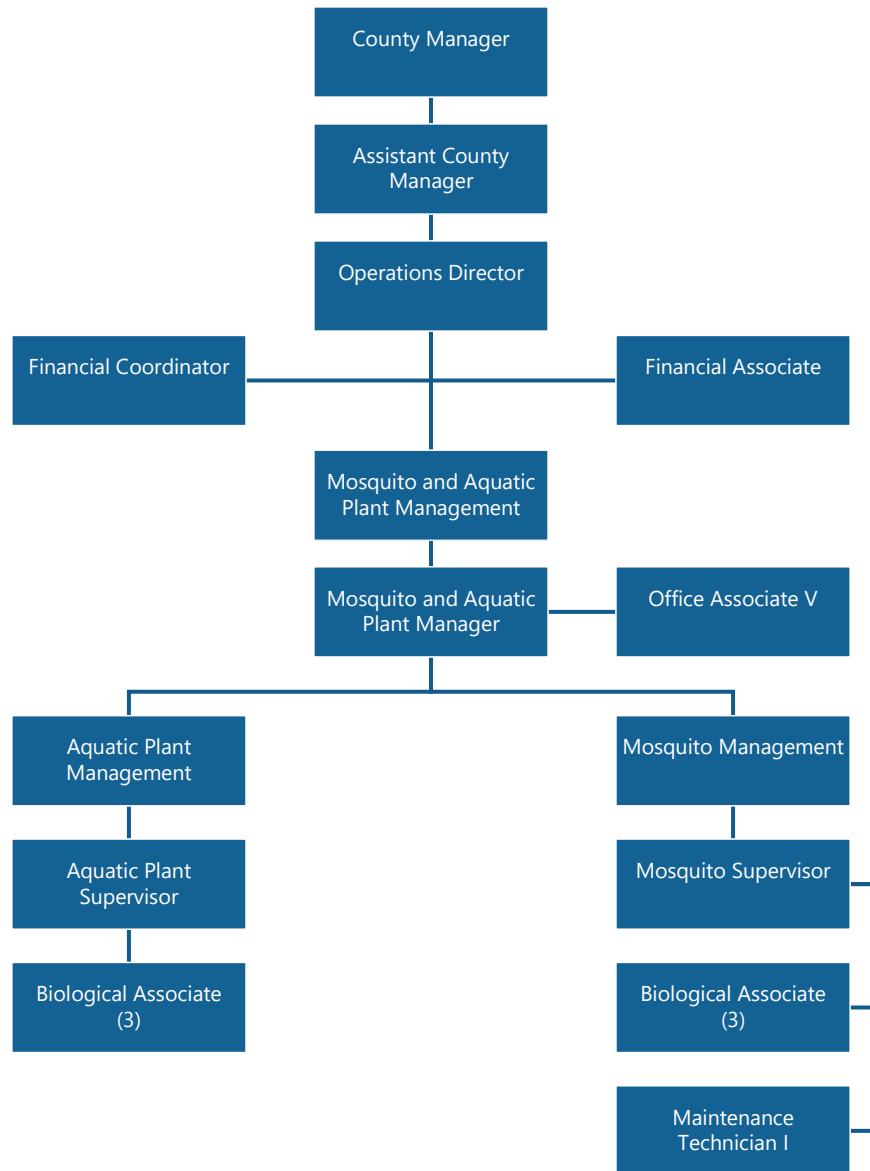 County Manager
Assistant County
Manager
Operations Director
Financial Coordinator
Financial Associate
Mosquito and Aquatic
Plant Management
Mosquito and Aquatic
Plant Manager
Office Associate V
Aquatic Plant
Management
Mosquito Management
Aquatic Plant
Supervisor
Mosquito Supervisor
Biological Associate
(3)
Biological Associate
(3)
Maintenance
Technician I